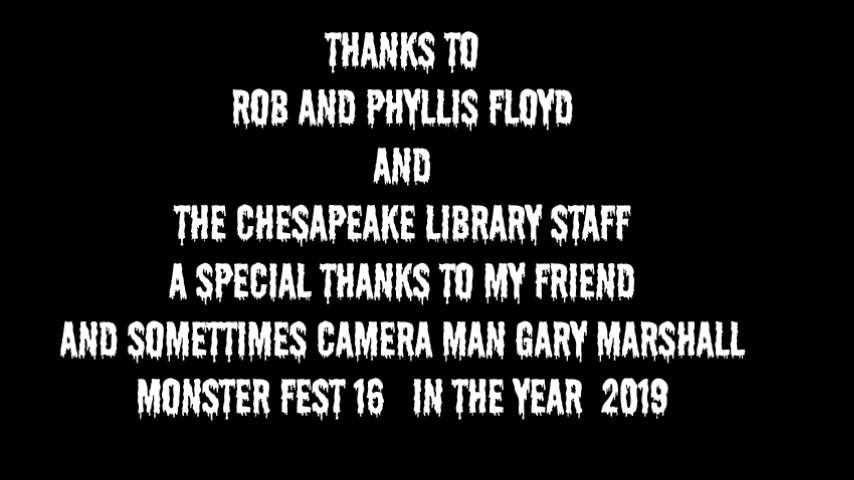 THANKS TO
ROB AND PHYLLIS FLOYD
AND
THE CHESAPEAKE LIBRARY STAFF
A SPECIAL THANKS TO MY FRIEND
AND SOMETTIMES CAMERA MAN GARY MARSHALL
MONSTER FEST 16 IN THE YEAR 2019